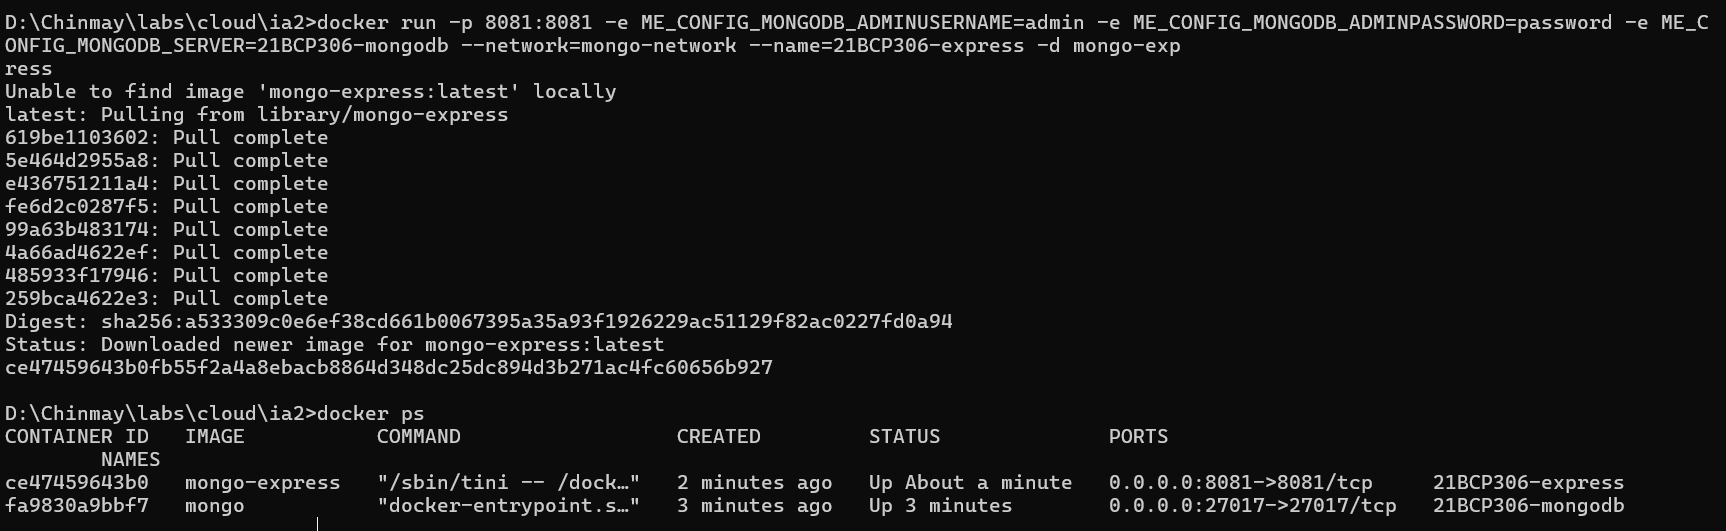 D:\Chinmay\labs\cloud\ia2>docker run -p 8081:8081 -e ME_CONFIG_MONGODB_ADMINUSERNAME=admin -e ME_CONFIG_MONGODB_ADMINPASSWORD=password -e ME_C
ONFIG_MONGODB_SERVER=21BCP306-mongodb --network=mongo-network --name=21BCP306-express -d mongo-exp
ress
Unable to find image 'mongo-express:latest' locally
latest: Pulling from library/mongo-express
619be1103602: Pull complete
5e464d2955a8: Pull complete
e436751211a4: Pull complete
fe6d2c0287f5: Pull complete
99a63b483174: Pull complete
4a66ad4622ef: Pull complete
485933f17946: Pull complete
259bca4622e3: Pull complete
Digest: sha256:a533309c0e6ef38cd661b0067395a35a93f1926229ac51129f82ac0227fd0a94
Status: Downloaded newer image for mongo-express:latest
ce47459643b0fb55f2a4a8ebacb8864d348dc25dc894d3b271ac4fc60656b927
D:\Chinmay\labs\cloud\ia2>docker ps
CONTAINER ID   IMAGE           COMMAND                  CREATED         STATUS              PORTS
        NAMES
ce47459643b0   mongo-express   "/sbin/tini -- /dock…"   2 minutes ago   Up About a minute   0.0.0.0:8081->8081/tcp     21BCP306-express
fa9830a9bbf7   mongo           "docker-entrypoint.s…"   3 minutes ago   Up 3 minutes        0.0.0.0:27017->27017/tcp   21BCP306-mongodb